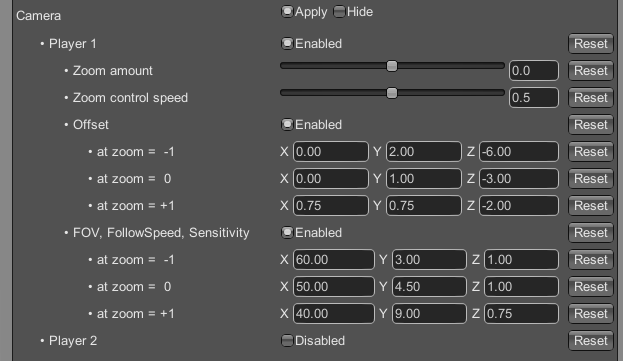 Camera Apply Hide
• Player 1 Enabled Reset
• Zoom amount 0.0 Reset
• Zoom control speed 0.5 Reset
• Offset Enabled Reset
• at zoom = -1 X 0.00 Y 2.00 Z -6.00 Reset
• at zoom = 0 X 0.00 Y 1.00 Z -3.00 Reset
• at zoom = +1 X 0.75 Y 0.75 Z -2.00 Reset
• FOV, FollowSpeed, Sensitivity Enabled Reset
• at zoom = -1 X 60.00 Y 3.00 Z 1.00 Reset
• at zoom = 0 X 50.00 Y 4.50 Z 1.00 Reset
• at zoom = +1 X 40.00 Y 9.00 Z 0.75 Reset
• Player 2 Disabled Reset